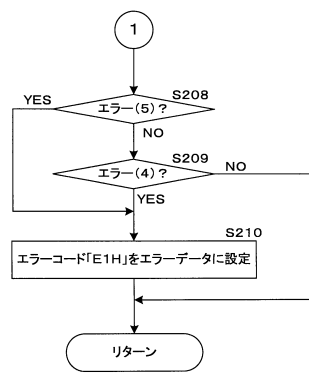 1
S208
YES
エラー(5)?
NO
S209
エラー(4)?
NO
YES
S210
エラーコード「E1H」をエラーデータに設定
リターン